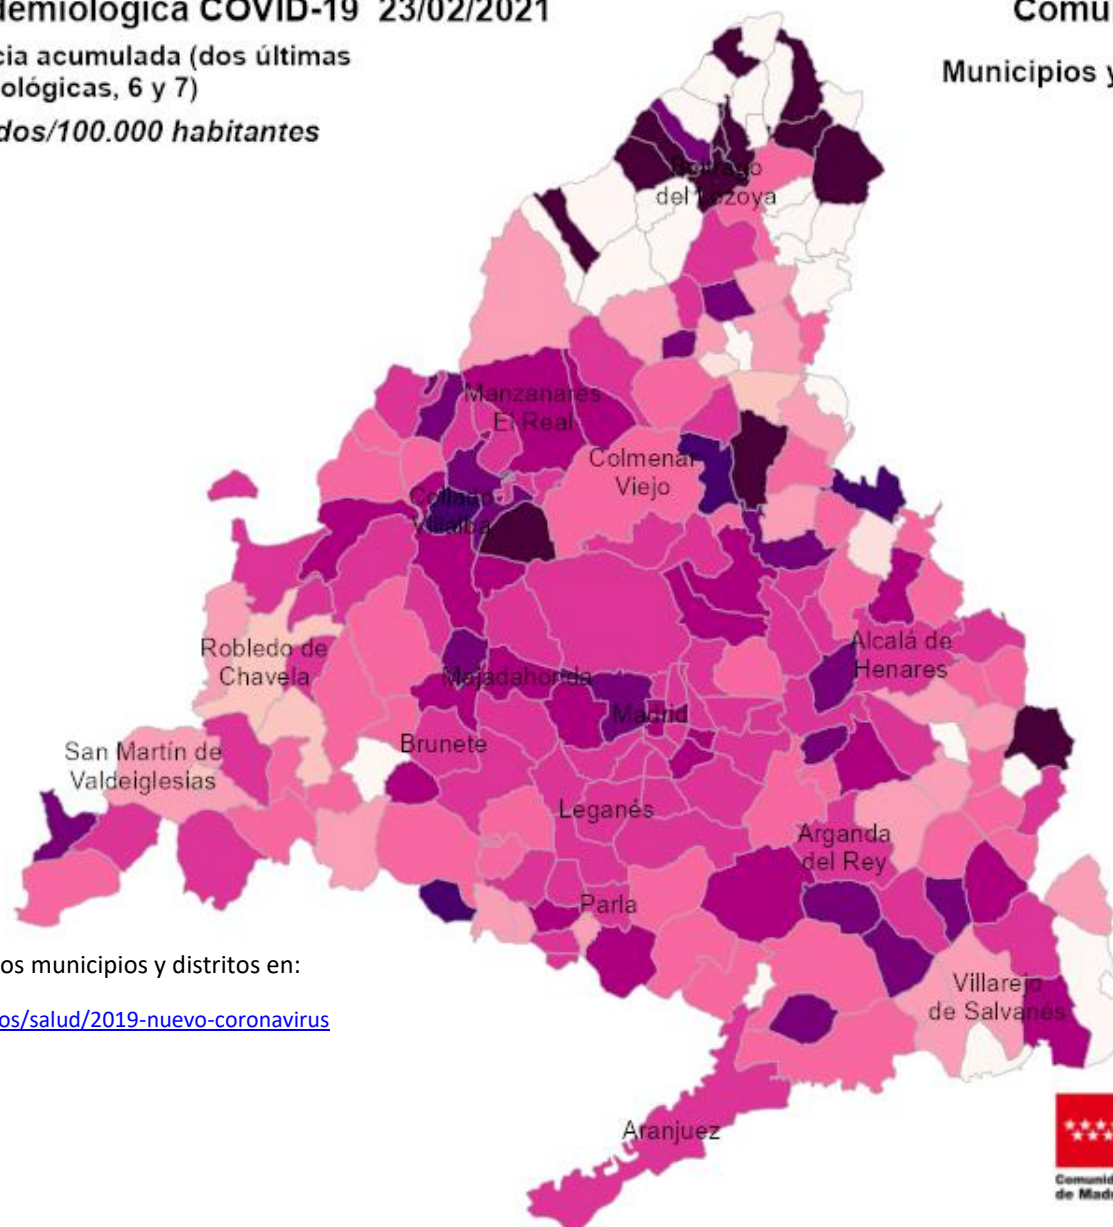 demiológica COVID-19 23/02/2021
Comu
cia acumulada (dos últimas
ológicas, 6 y 7)
Municipios y
dos/100.000 habitantes
Buitrago
del Lozoya
Manzanares
El Real
Colmenar
Viejo
Collado
Villalba
Robledo de
Chavela
Alcalá de
Henares
Majadahonda
Madrid
San Martín de
Valdeiglesias
Brunete
Leganés
Arganda
del Rey
Parla
os municipios y distritos en:
Villarejo
de Salvanés
os/salud/2019-nuevo-coronavirus
Aranjuez
Comunid
de Madr